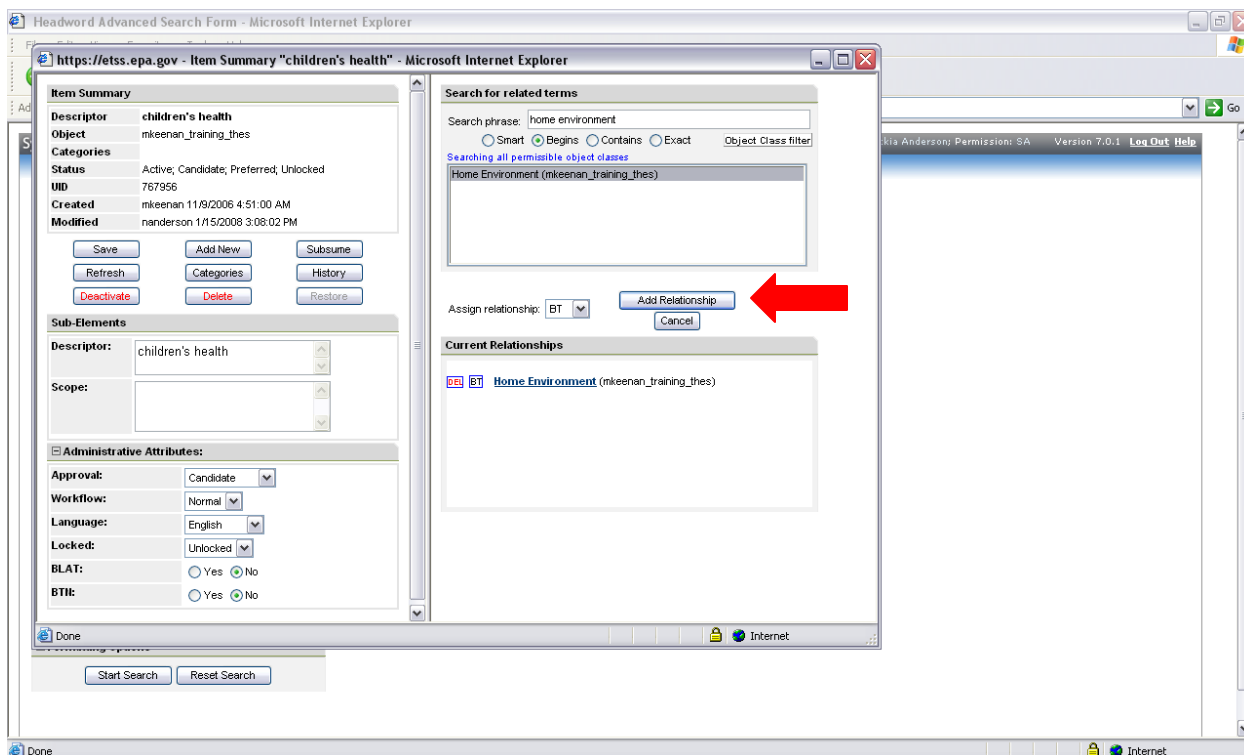 Headword Advanced Search Form - Microsoft Internet Explorer
https://etss.epa.gov - Item Summary "children's health" - Microsoft Internet Explorer
Go
kia Anderson; Permission: SA Version 7.0.1 Log Out Help
Item Summary
Descriptor children's health
Object mkeenan_training_thes
Categories
Status Active; Candidate; Preferred; Unlocked
UID 767956
Created mkeenan 11/9/2006 4:51:00 AM
Modified nanderson 1/15/2008 3:08:02 PM
Save Add New Subsume
Refresh Categories History
Deactivate Delete Restore
Sub-Elements
Descriptor: children's health
Scope:
Administrative Attributes:
Approval: Candidate
Workflow: Normal
Language: English
Locked: Unlocked
BLAT: Yes No
BTN: Yes No
Search for related terms
Search phrase: home environment
Smart Begins Contains Exact Object Class filter
Searching all permissible object classes
Home Environment (mkeenan_training_thes)
Assign relationship: BT Add Relationship
Cancel
Current Relationships
DEL BT Home Environment (mkeenan_training_thes)
Done Internet
Start Search Reset Search
Done Internet